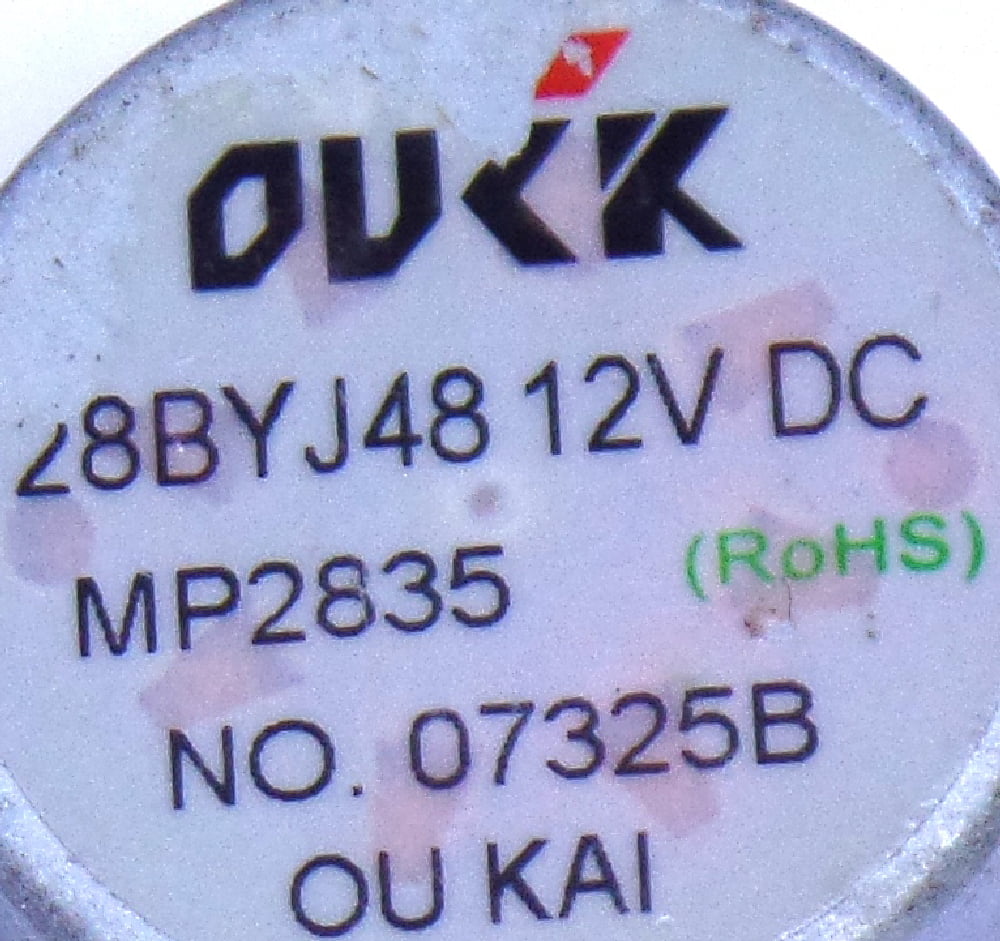 OUKK
28BYJ48 12V DC
MP2835 (RoHS)
NO. 07325B
OU KAI